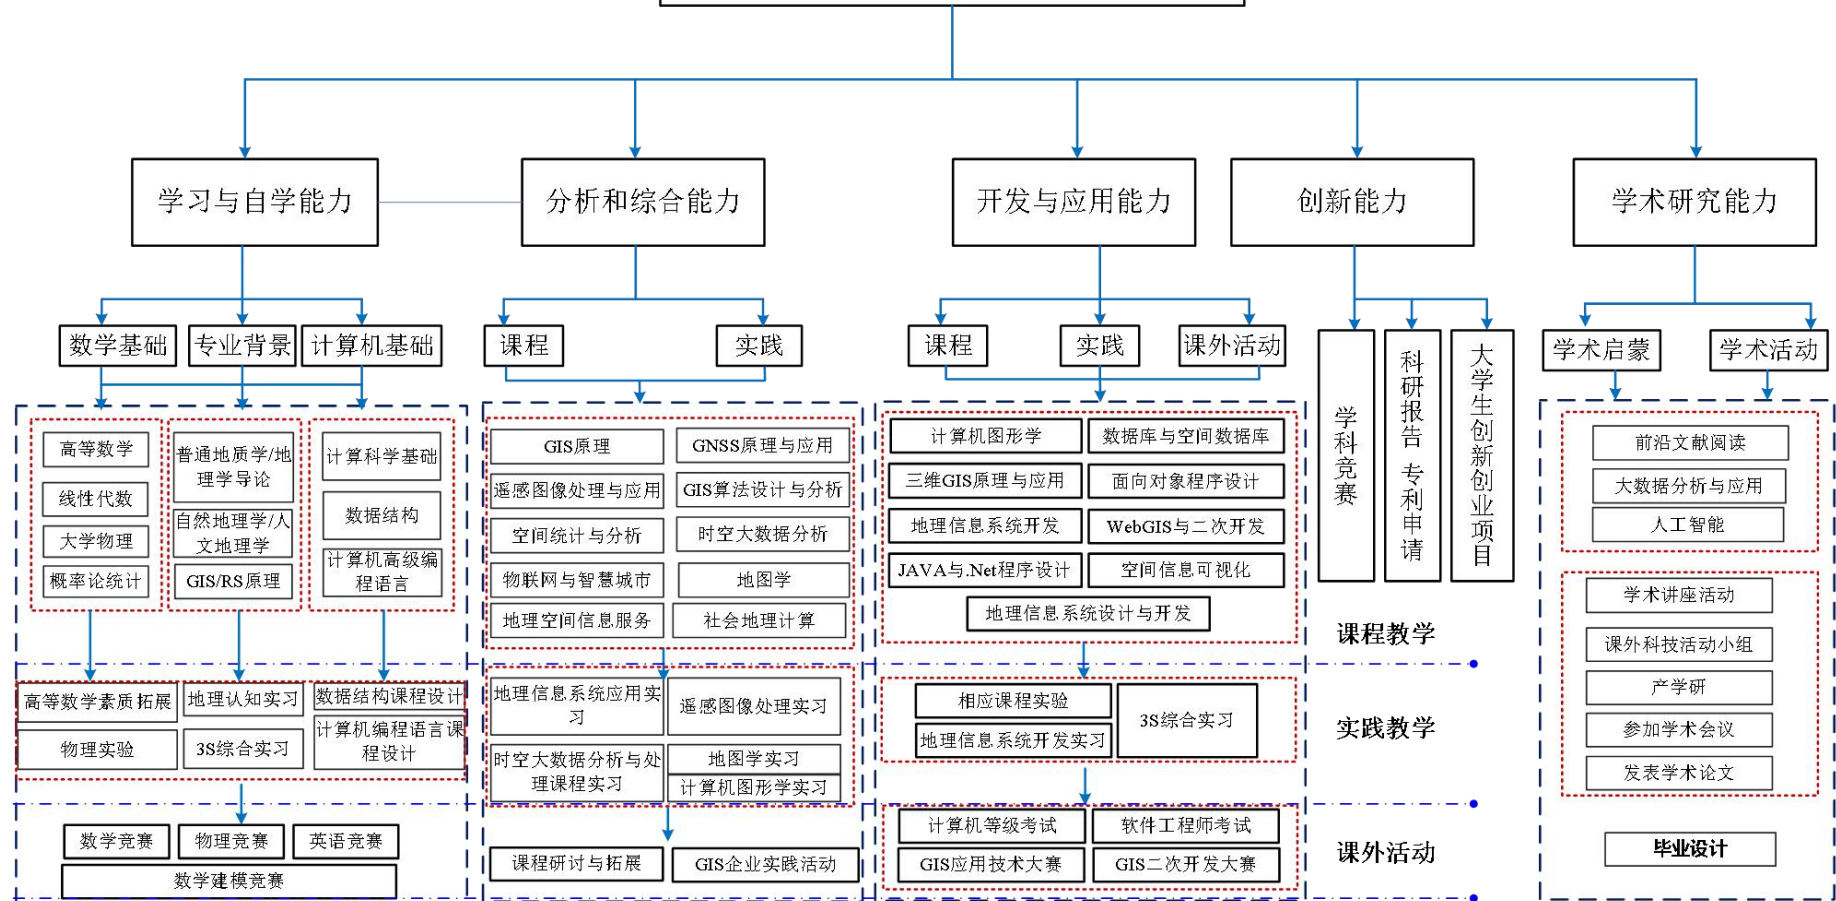 学习与自学能力
分析和综合能力
开发与应用能力
创新能力
学术研究能力
数学基础
专业背景
计算机基础
课程
实践
课程
实践
课外活动
学科竞赛
科研报告 专利申请
大学生创新创业项目
学术启蒙
学术活动
高等数学
线性代数
大学物理
概率论统计
普通地质学/地
理学导论
自然地理学/人
文地理学
GIS/RS原理
计算科学基础
数据结构
计算机高级编
程语言
GIS原理
GNSS原理与应用
遥感图像处理与应用
GIS算法设计与分析
空间统计与分析
时空大数据分析
物联网与智慧城市
地图学
地理空间信息服务
社会地理计算
计算机图形学
数据库与空间数据库
三维GIS原理与应用
面向对象程序设计
地理信息系统开发
WebGIS与二次开发
JAVA与.Net程序设计
空间信息可视化
地理信息系统设计与开发
课程教学
前沿文献阅读
大数据分析与应用
人工智能
学术讲座活动
课外科技活动小组
产学研
参加学术会议
发表学术论文
毕业设计
高等数学素质拓展
物理实验
地理认知实习
3S综合实习
数据结构课程设计
计算机编程语言课
程设计
地理信息系统应用实
习
遥感图像处理实习
时空大数据分析与处
理课程实习
地图学实习
计算机图形学实习
相应课程实验
地理信息系统开发实习
3S综合实习
实践教学
数学竞赛
物理竞赛
英语竞赛
数学建模竞赛
课程研讨与拓展
GIS企业实践活动
计算机等级考试
软件工程师考试
GIS应用技术大赛
GIS二次开发大赛
课外活动